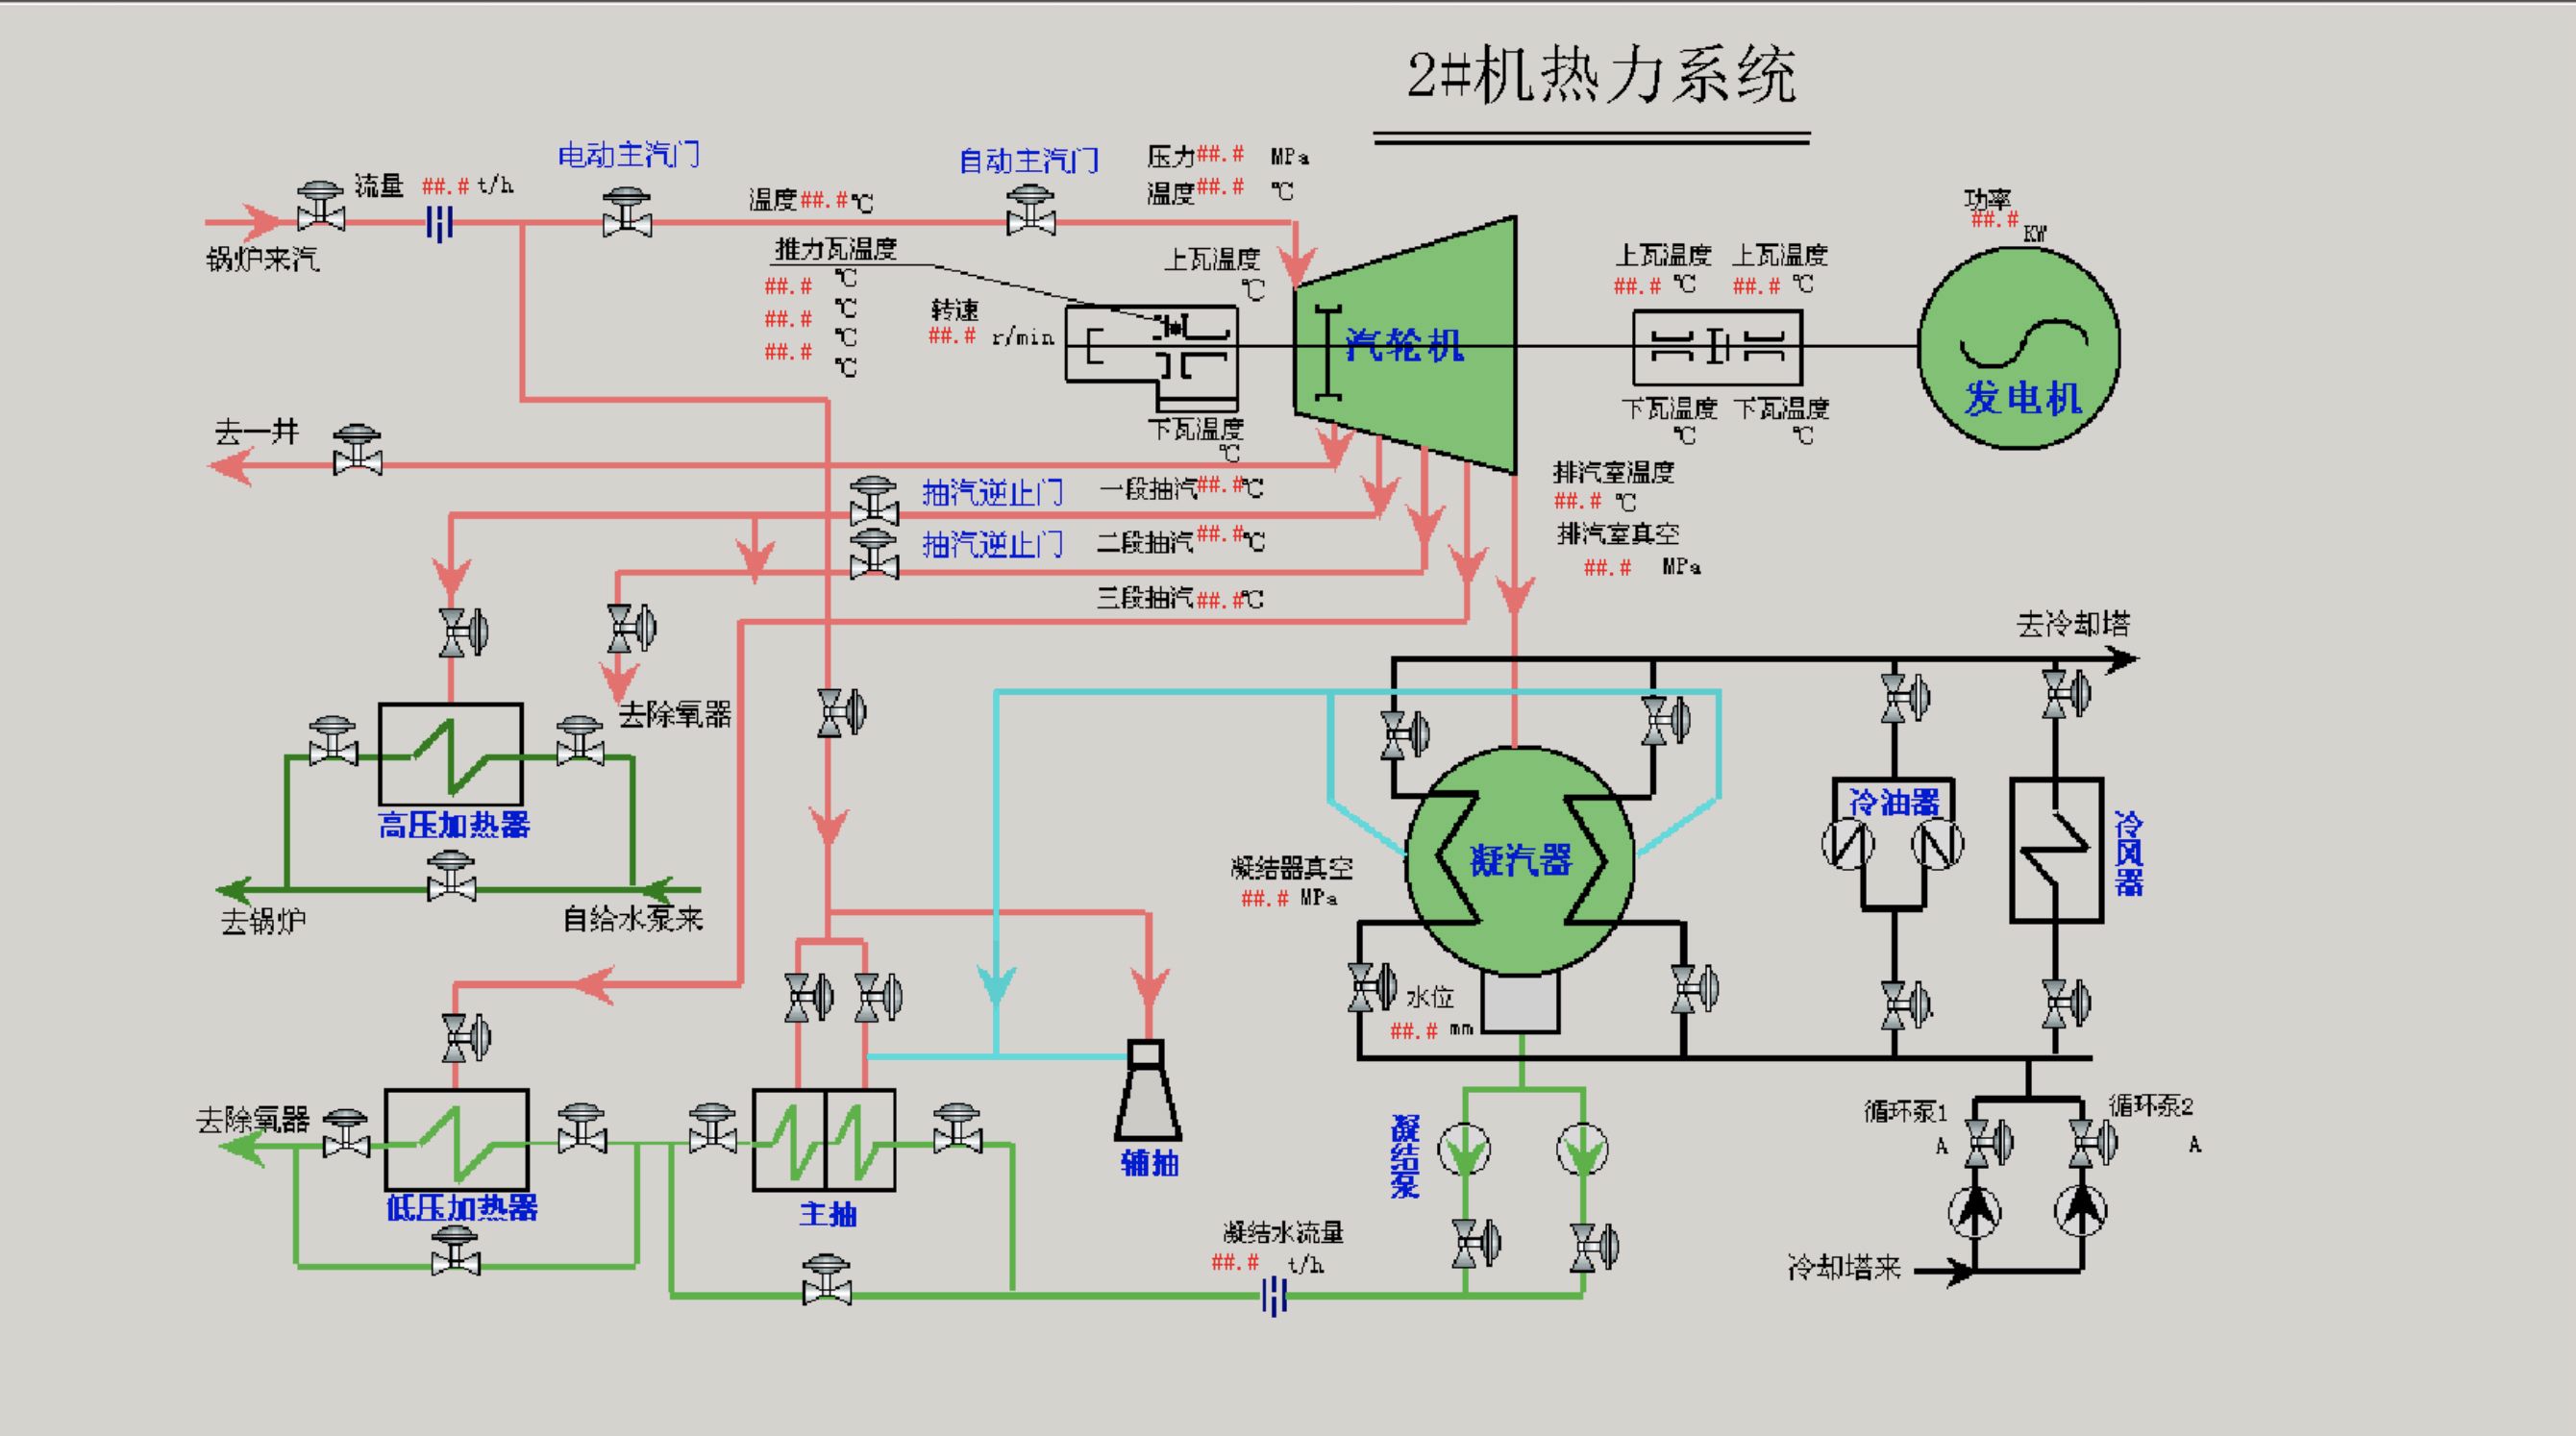 2#机热力系统
电动主汽门
自动主汽门
压力##.# MPa
温度##.# ℃
流量 ##.# t/h
温度##.#℃
锅炉来汽
推力瓦温度
##.# ℃
℃
##.# ℃
##.# ℃
转速
##.# r/min
上瓦温度
℃
下瓦温度
℃
汽轮机
上瓦温度 上瓦温度
##.# ℃ ##.# ℃
下瓦温度 下瓦温度
℃ ℃
功率
##.#
KW
发电机
去一井
抽汽逆止门 一段抽汽##.#℃
抽汽逆止门 二段抽汽##.#℃
三段抽汽##.#℃
排汽室温度
##.# ℃
排汽室真空
##.# MPa
去冷却塔
去除氧器
高压加热器
去锅炉
自给水泵来
凝结器真空
##.# MPa
凝汽器
冷油器
冷风器
水位
##.# mm
去除氧器
低压加热器
主抽
辅抽
凝结泵
循环泵1
A
循环泵2
A
凝结水流量
##.# t/h
冷却塔来